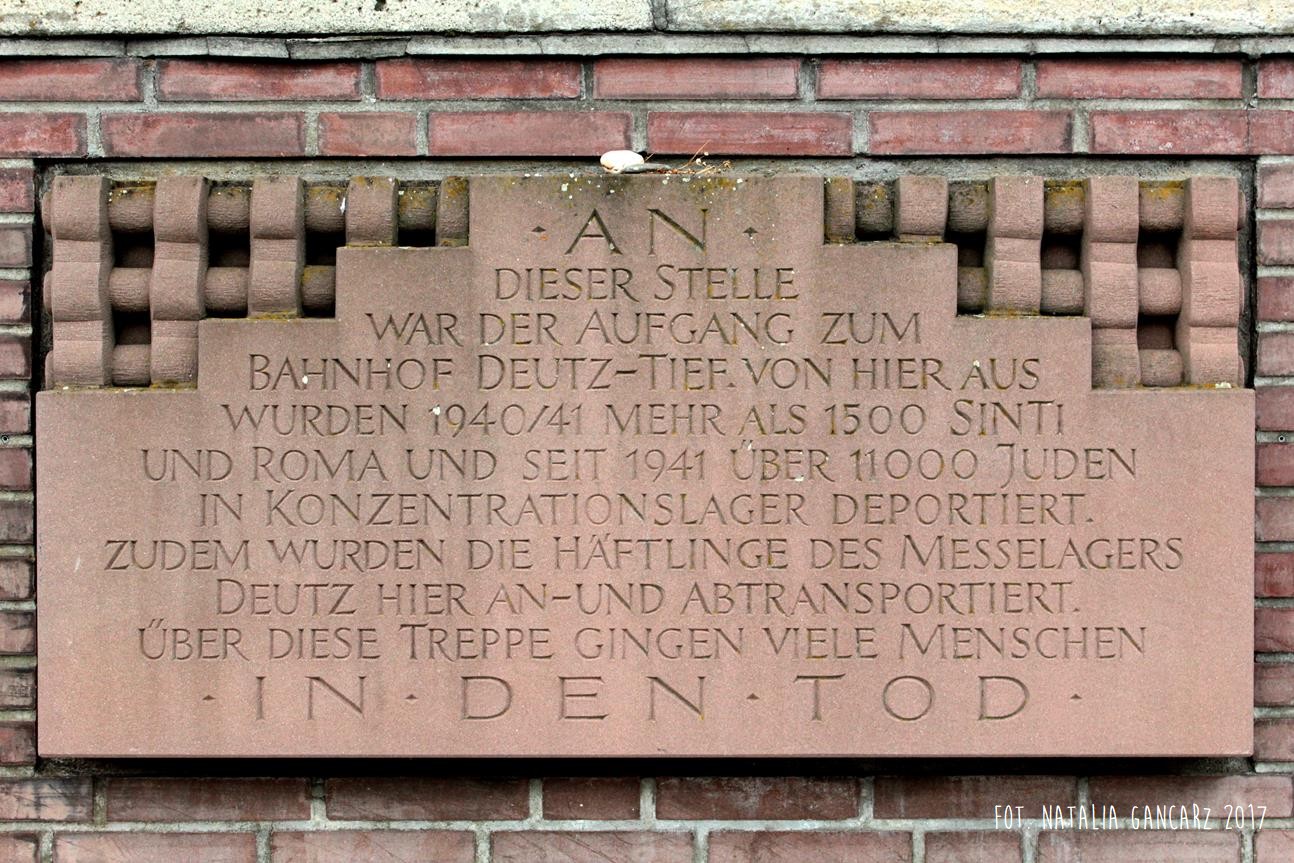 · AN ·
DIESER STELLE
WAR DER AUFGANG ZUM
BAHNHOF DEUTZ-TIEF. VON HIER AUS
WURDEN 1940/41 MEHR ALS 1500 SINTI
UND ROMA UND SEIT 1941 ÜBER 11000 JUDEN
IN KONZENTRATIONSLAGER DEPORTIERT.
ZUDEM WURDEN DIE HÄFTLINGE DES MESSELAGERS
DEUTZ HIER AN-UND ABTRANSPORTIERT.
ÜBER DIESE TREPPE GINGEN VIELE MENSCHEN
· IN · DEN · TOD ·
FOT. NATALIA GANCARZ 2017